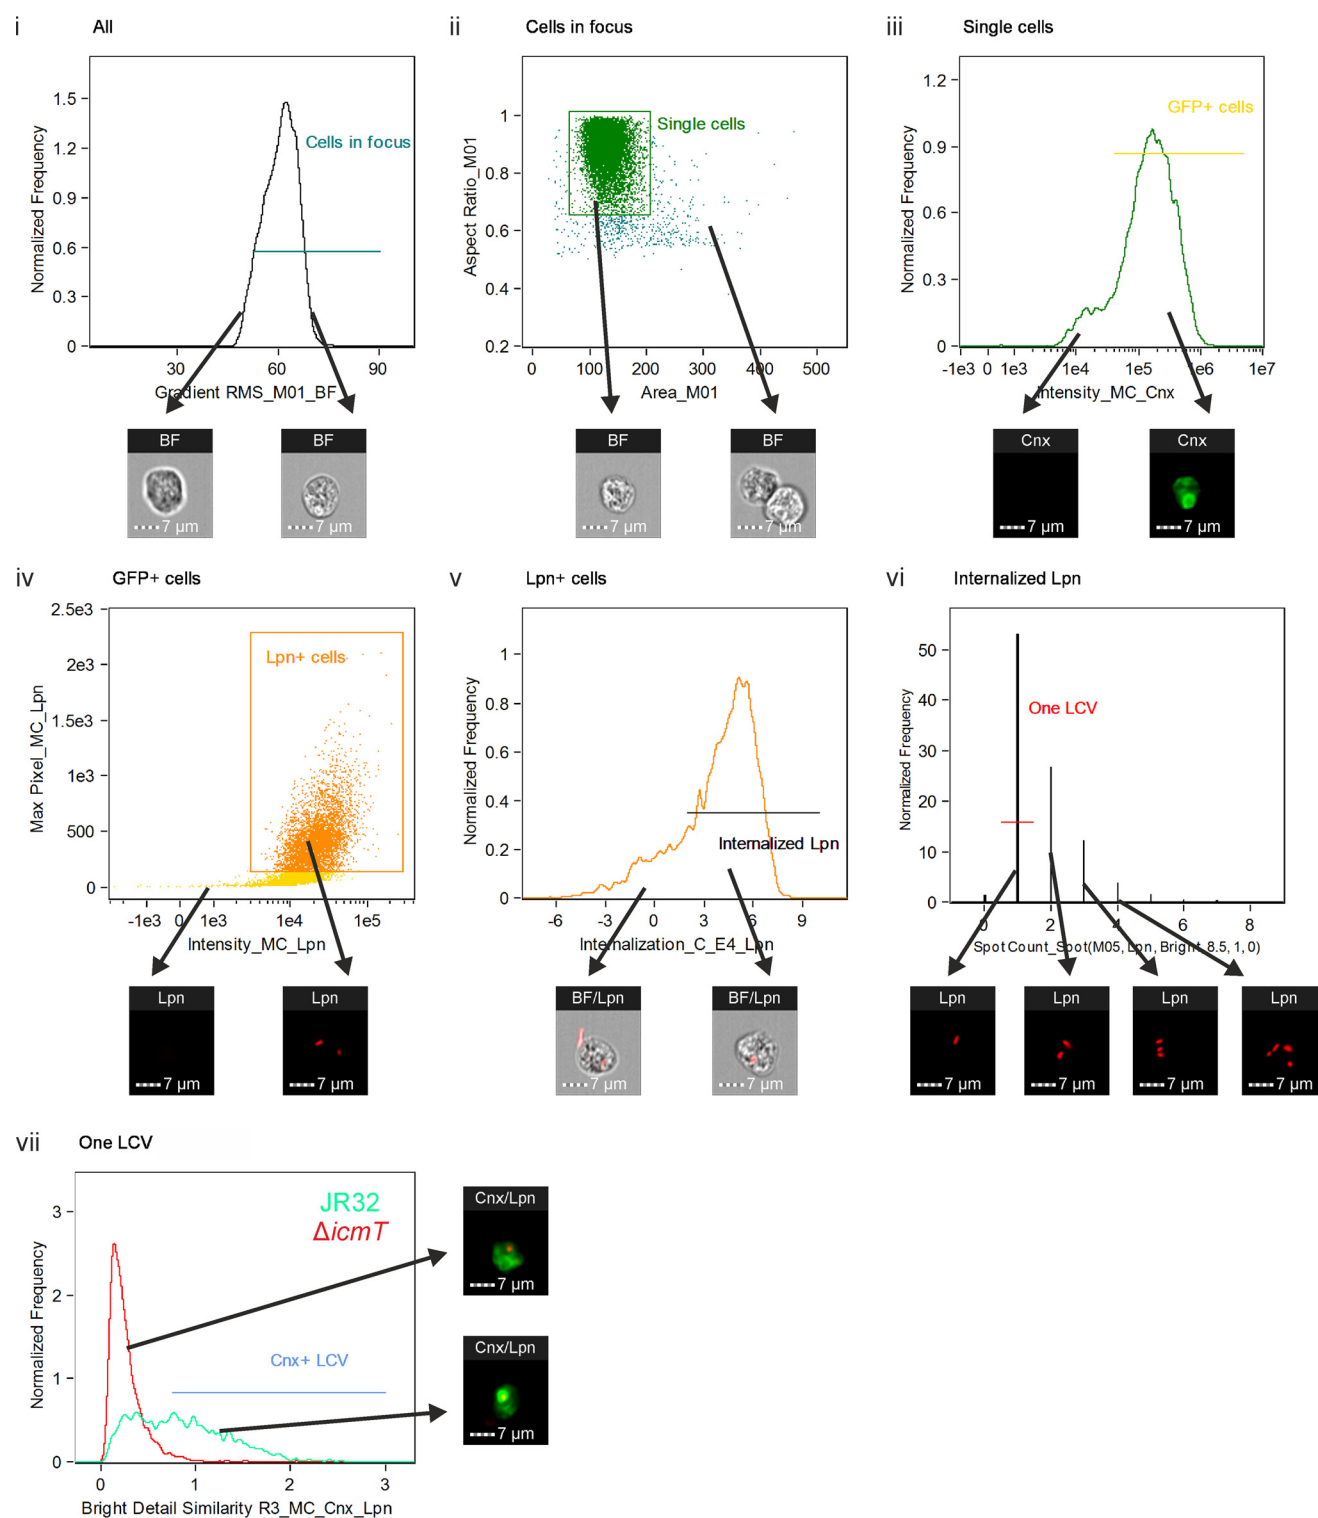 i All
Normalized Frequency
1.5
1.2
0.9
0.6
0.3
0
Cells in focus
30 60 90
Gradient RMS_M01_BF
BF
7 µm
BF
7 µm
ii Cells in focus
Aspect Ratio_M01
1
0.8
0.6
0.4
0.2
Single cells
0 100 200 300 400 500
Area_M01
BF
7 µm
BF
7 µm
iii Single cells
Normalized Frequency
1.2
0.9
0.6
0.3
0
GFP+ cells
-1e3 0 1e3 1e4 1e5 1e6 1e7
Intensity_MC_Cnx
Cnx
7 µm
Cnx
7 µm
iv GFP+ cells
Max Pixel_MC_Lpn
2.5e3
2e3
1.5e3
1e3
500
0
Lpn+ cells
-1e3 0 1e3 1e4 1e5
Intensity_MC_Lpn
Lpn
7 µm
Lpn
7 µm
v Lpn+ cells
Normalized Frequency
1
0.8
0.6
0.4
0.2
0
Internalized Lpn
-6 -3 0 3 6 9
Internalization_C_E4_Lpn
BF/Lpn
7 µm
BF/Lpn
7 µm
vi Internalized Lpn
Normalized Frequency
50
40
30
20
10
0
One LCV
0 2 4 6 8
Spot Count_Spot(M05, Lpn, Bright, 8.5, 1, 0)
Lpn
7 µm
Lpn
7 µm
Lpn
7 µm
Lpn
7 µm
vii One LCV
Normalized Frequency
3
2
1
0
JR32
ΔicmT
Cnx+ LCV
0 1 2 3
Bright Detail Similarity R3_MC_Cnx_Lpn
Cnx/Lpn
7 µm
Cnx/Lpn
7 µm